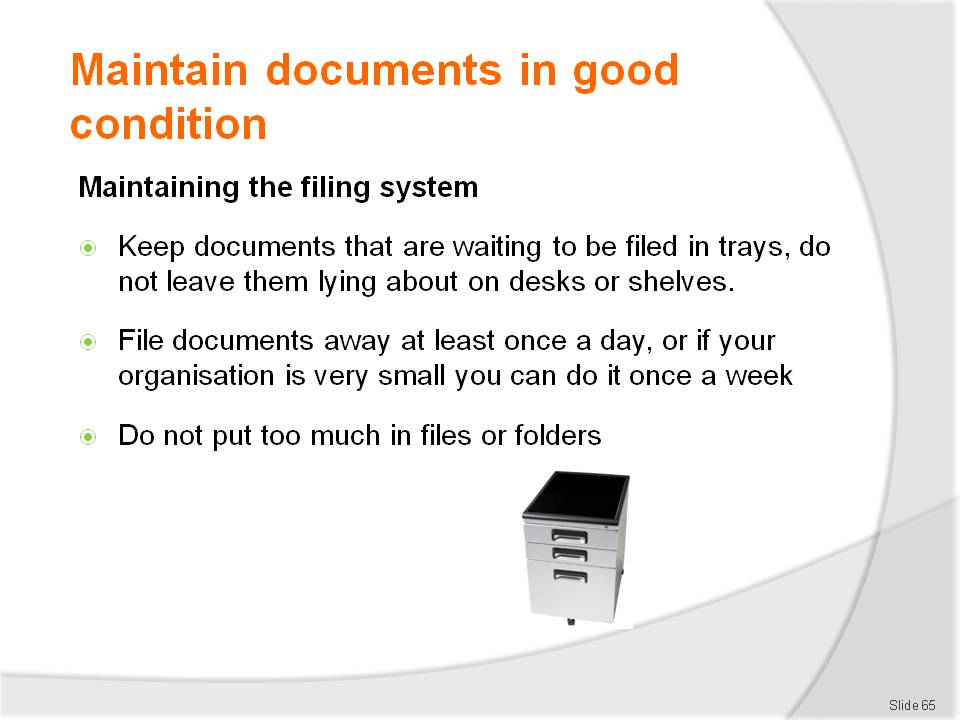 Maintain documents in good
condition
Maintaining the filing system
Keep documents that are waiting to be filed in trays, do
not leave them lying about on desks or shelves.
File documents away at least once a day, or if your
organisation is very small you can do it once a week
Do not put too much in files or folders
Slide 65